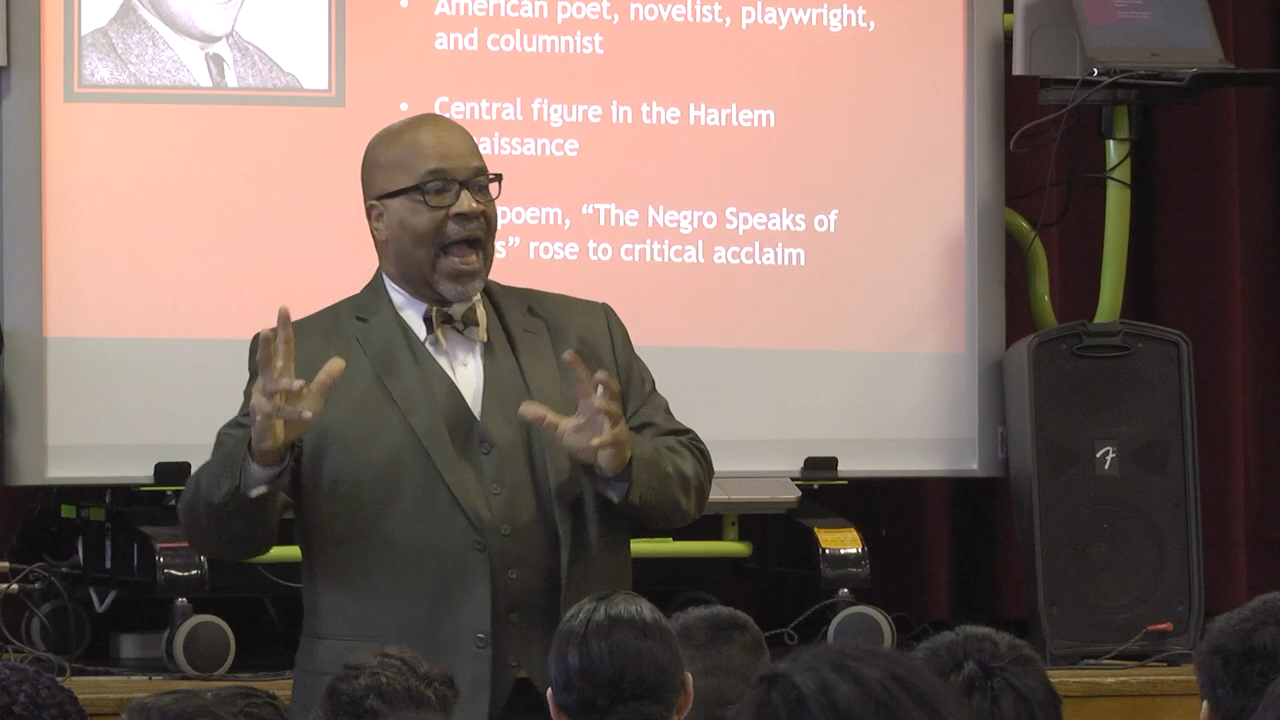 American poet, novelist, playwright,
and columnist
Central figure in the Harlem
aissance
poem, “The Negro Speaks of
s” rose to critical acclaim